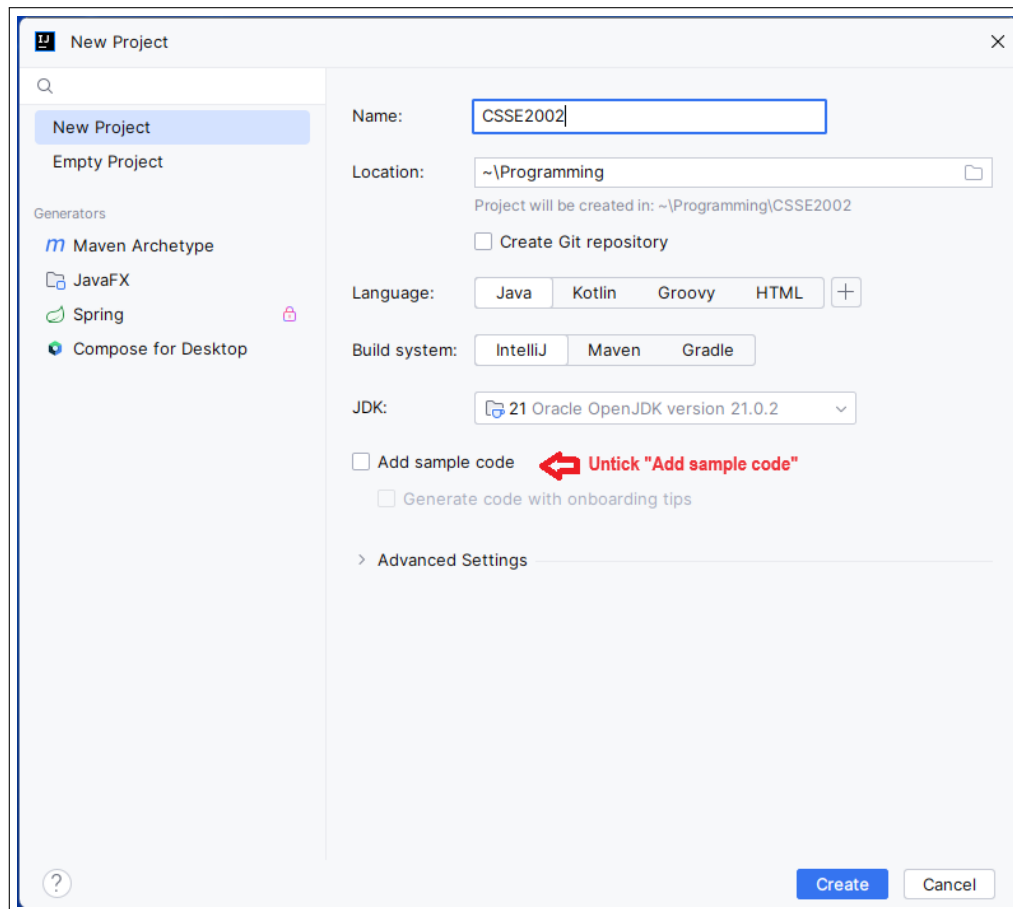 IJ New Project
New Project
Empty Project
Generators
m Maven Archetype
JavaFX
Spring
Compose for Desktop
Name: CSSE2002
Location: ~\Programming
Project will be created in: ~\Programming\CSSE2002
Create Git repository
Language: Java Kotlin Groovy HTML +
Build system: IntelliJ Maven Gradle
JDK: 21 Oracle OpenJDK version 21.0.2
Add sample code Untick "Add sample code"
Generate code with onboarding tips
> Advanced Settings
? Create Cancel